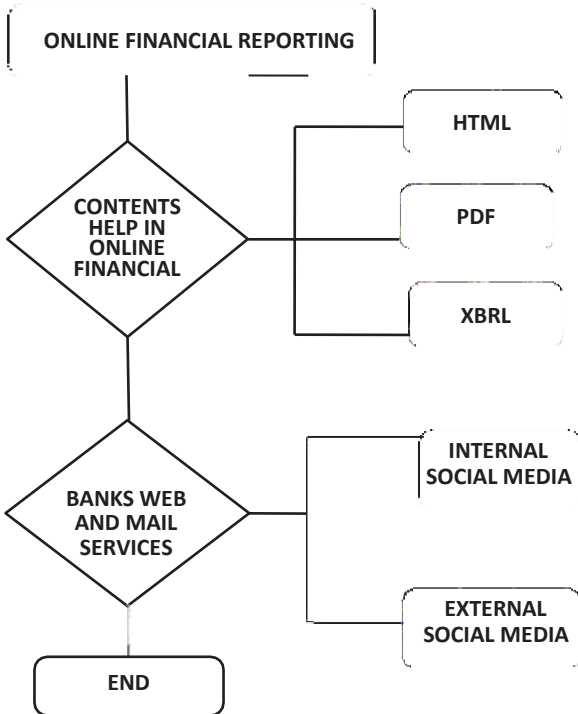 ONLINE FINANCIAL REPORTING
CONTENTS
HELP IN
ONLINE
FINANCIAL
HTML
PDF
XBRL
BANKS WEB
AND MAIL
SERVICES
INTERNAL
SOCIAL MEDIA
EXTERNAL
SOCIAL MEDIA
END